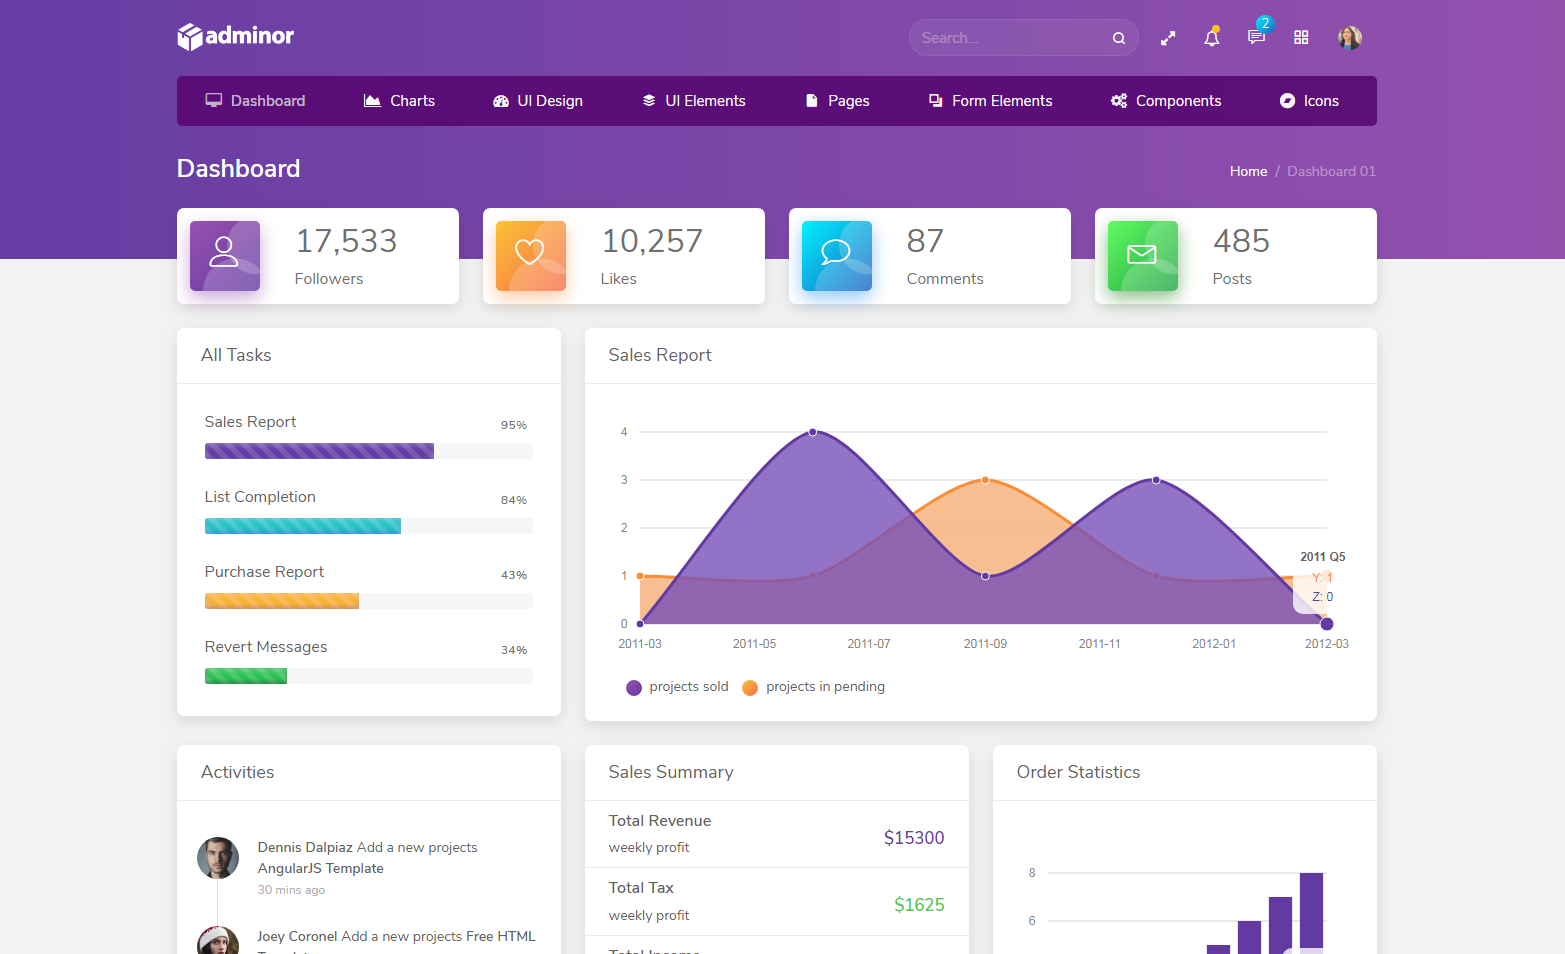 adminor
Search...
2
Dashboard
Charts
UI Design
UI Elements
Pages
Form Elements
Components
Icons
Dashboard
Home / Dashboard 01
17,533
Followers
10,257
Likes
87
Comments
485
Posts
All Tasks
Sales Report
95%
List Completion
84%
Purchase Report
43%
Revert Messages
34%
Sales Report
4
3
2
1
0
2011-03
2011-05
2011-07
2011-09
2011-11
2012-01
2012-03
2011 Q5
Y: 1
Z: 0
projects sold
projects in pending
Activities
Dennis Dalpiaz Add a new projects
AngularJS Template
30 mins ago
Joey Coronel Add a new projects Free HTML
Sales Summary
Total Revenue
weekly profit
$15300
Total Tax
weekly profit
$1625
Total Income
Order Statistics
8
6